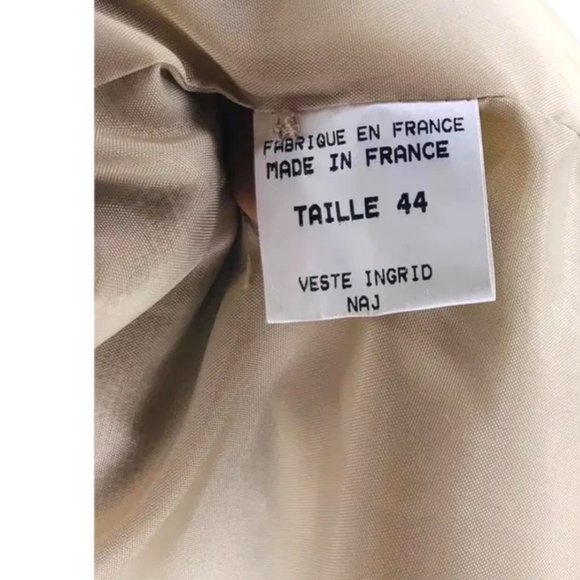 FABRIQUE EN FRANCE
MADE IN FRANCE
TAILLE 44
VESTE INGRID
NAJ